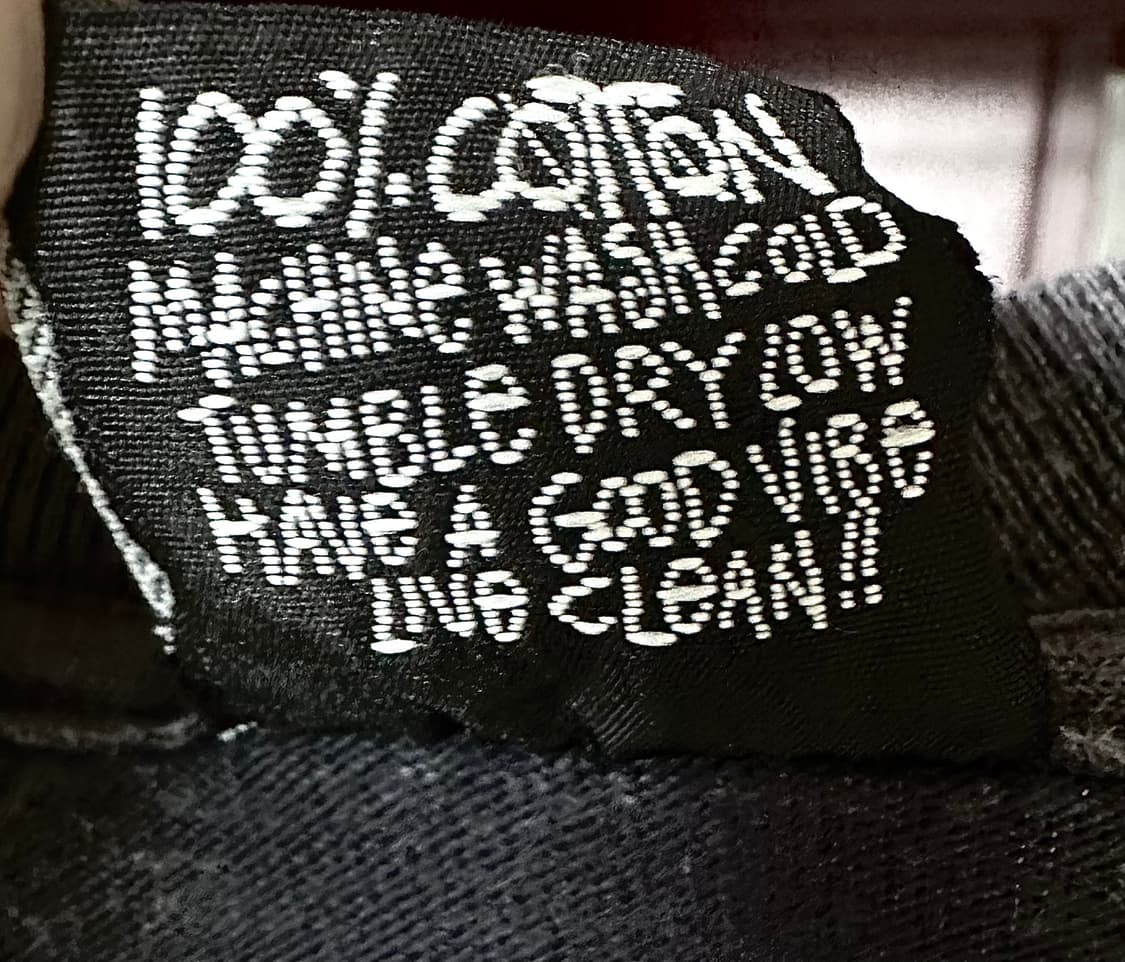 100% COTTON
MACHINE WASH COLD
TUMBLE DRY LOW
HAVE A GOOD VIBE
LIVE CLEAN!!